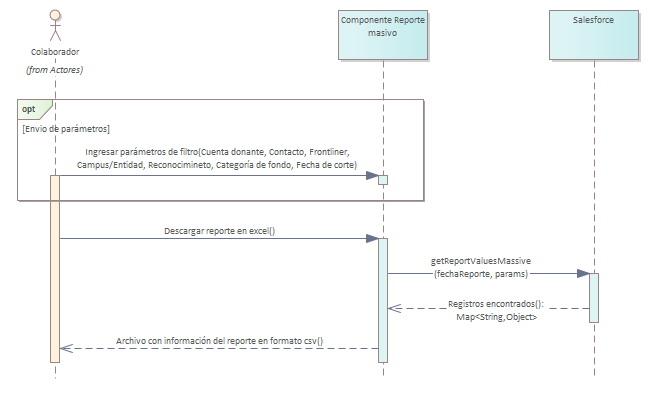 Componente Reporte
masivo
Salesforce
Colaborador
(from Actores)
opt
[Envio de parámetros]
Ingresar parámetros de filtro(Cuenta donante, Contacto, Frontliner,
Campus/Entidad, Reconocimineto, Categoría de fondo, Fecha de corte)
Descargar reporte en excel()
getReportValuesMassive
(fechaReporte, params)
Registros encontrados():
Map<String,Object>
Archivo con información del reporte en formato csv()